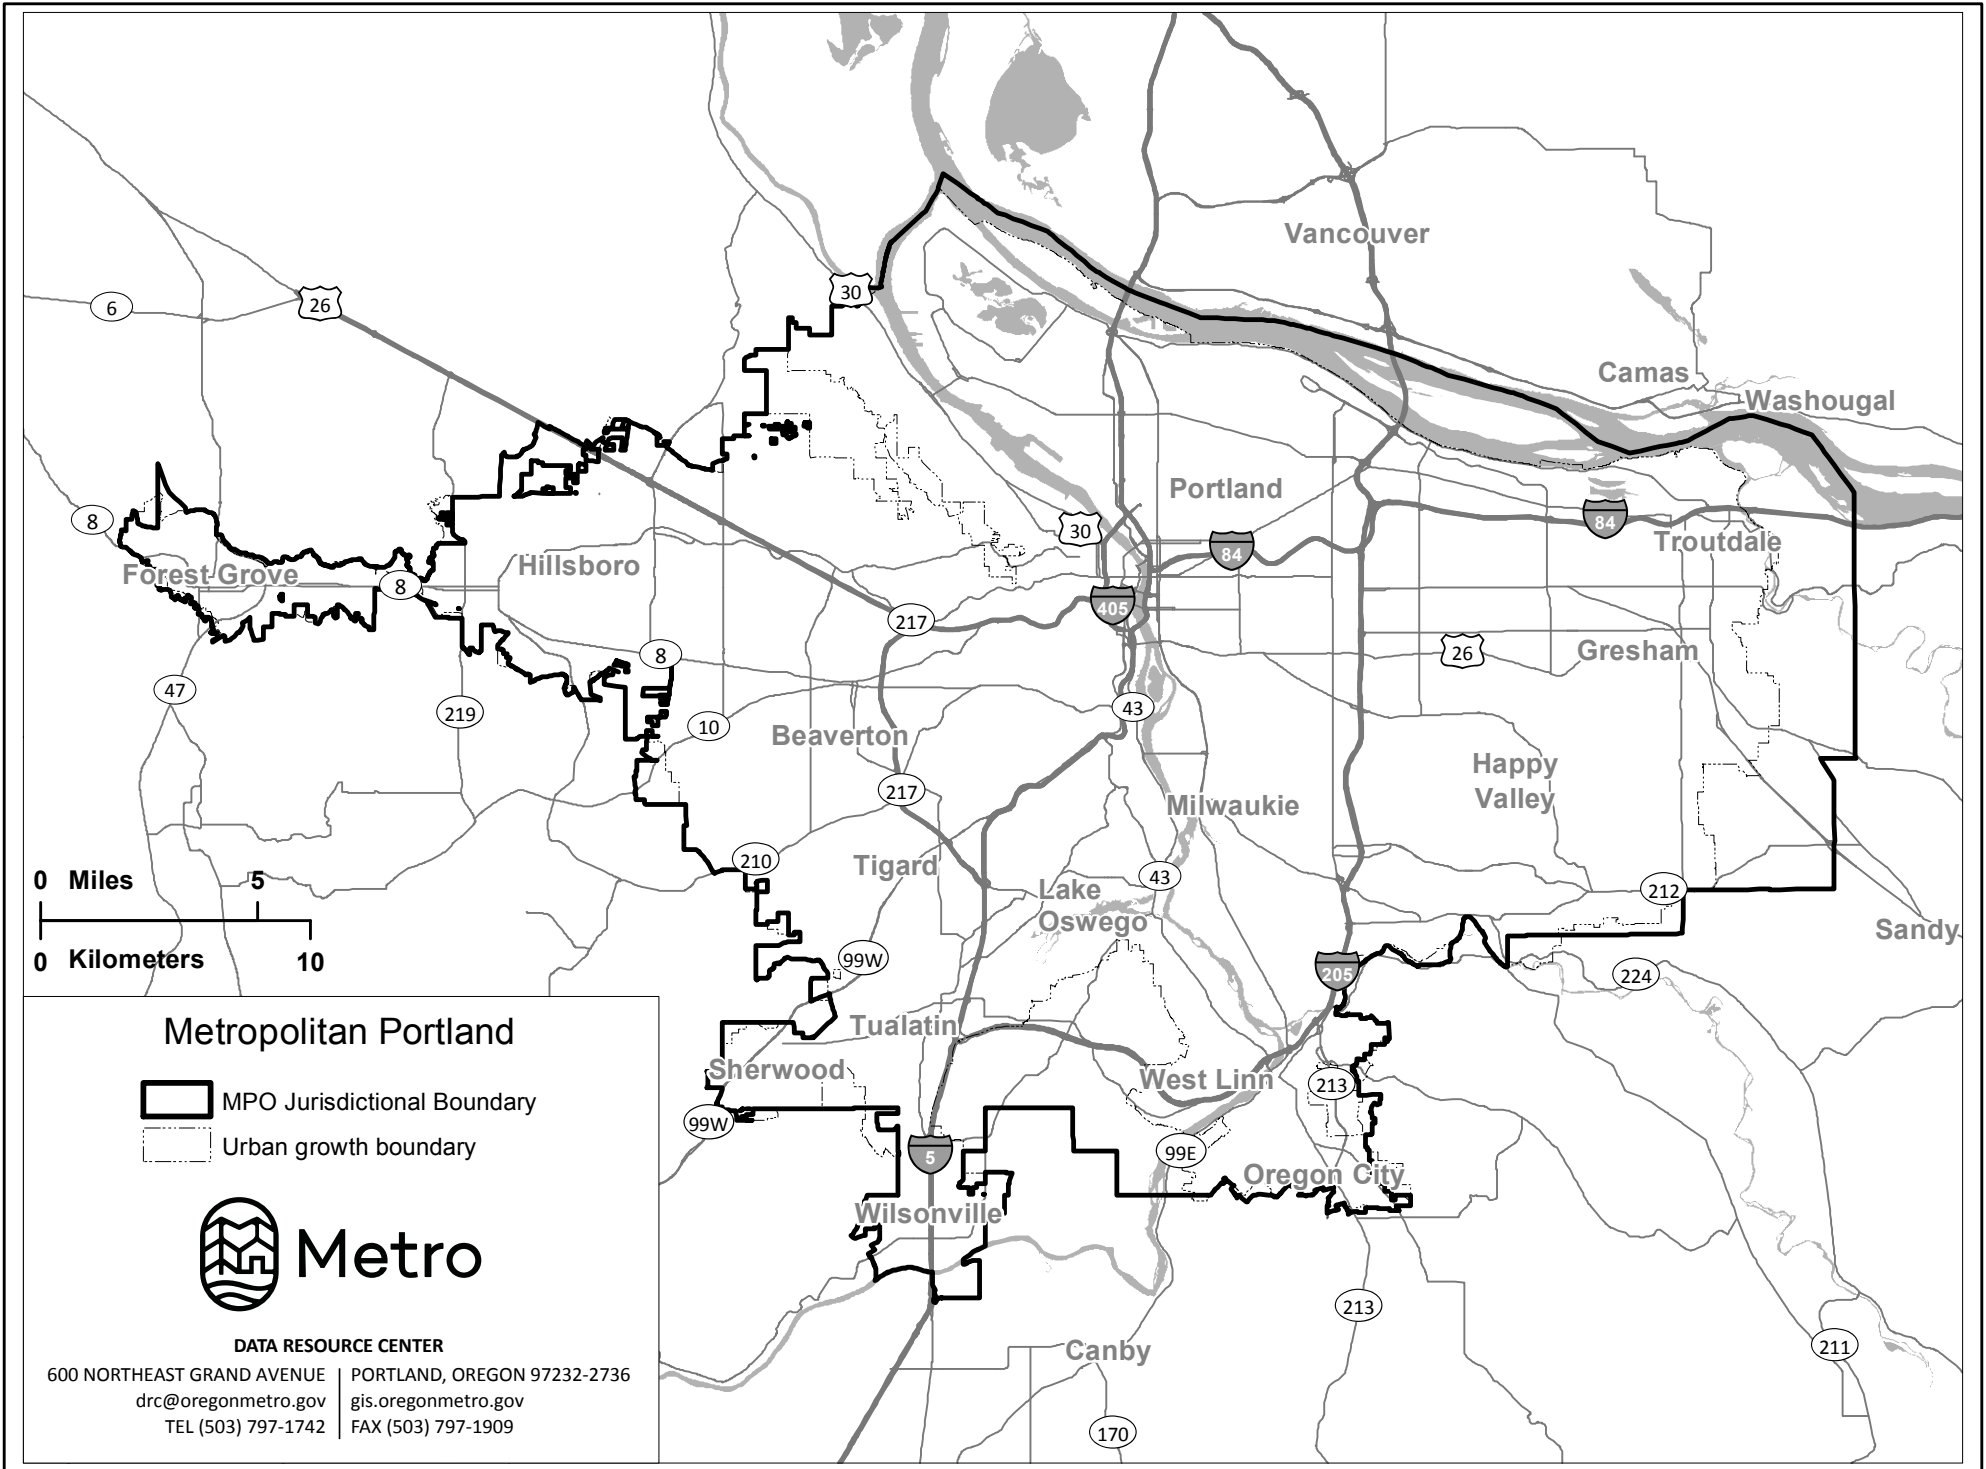 Vancouver
30
6
26
Camas
Washougal
Portland
8
30
84
84
Troutdale
Hillsboro
Forest Grove
8
405
217
26
Gresham
8
47
219
10
43
Beaverton
Happy
Valley
217
Milwaukie
210
Tigard
43
Lake
Oswego
212
Sandy
0 Miles 5
0 Kilometers 10
99W
205
224
Tualatin
Sherwood
West Linn
213
99W
5
99E
Oregon City
Wilsonville
213
Canby
211
170
Metropolitan Portland
MPO Jurisdictional Boundary
Urban growth boundary
Metro
DATA RESOURCE CENTER
600 NORTHEAST GRAND AVENUE | PORTLAND, OREGON 97232-2736
drc@oregonmetro.gov | gis.oregonmetro.gov
TEL (503) 797-1742 | FAX (503) 797-1909